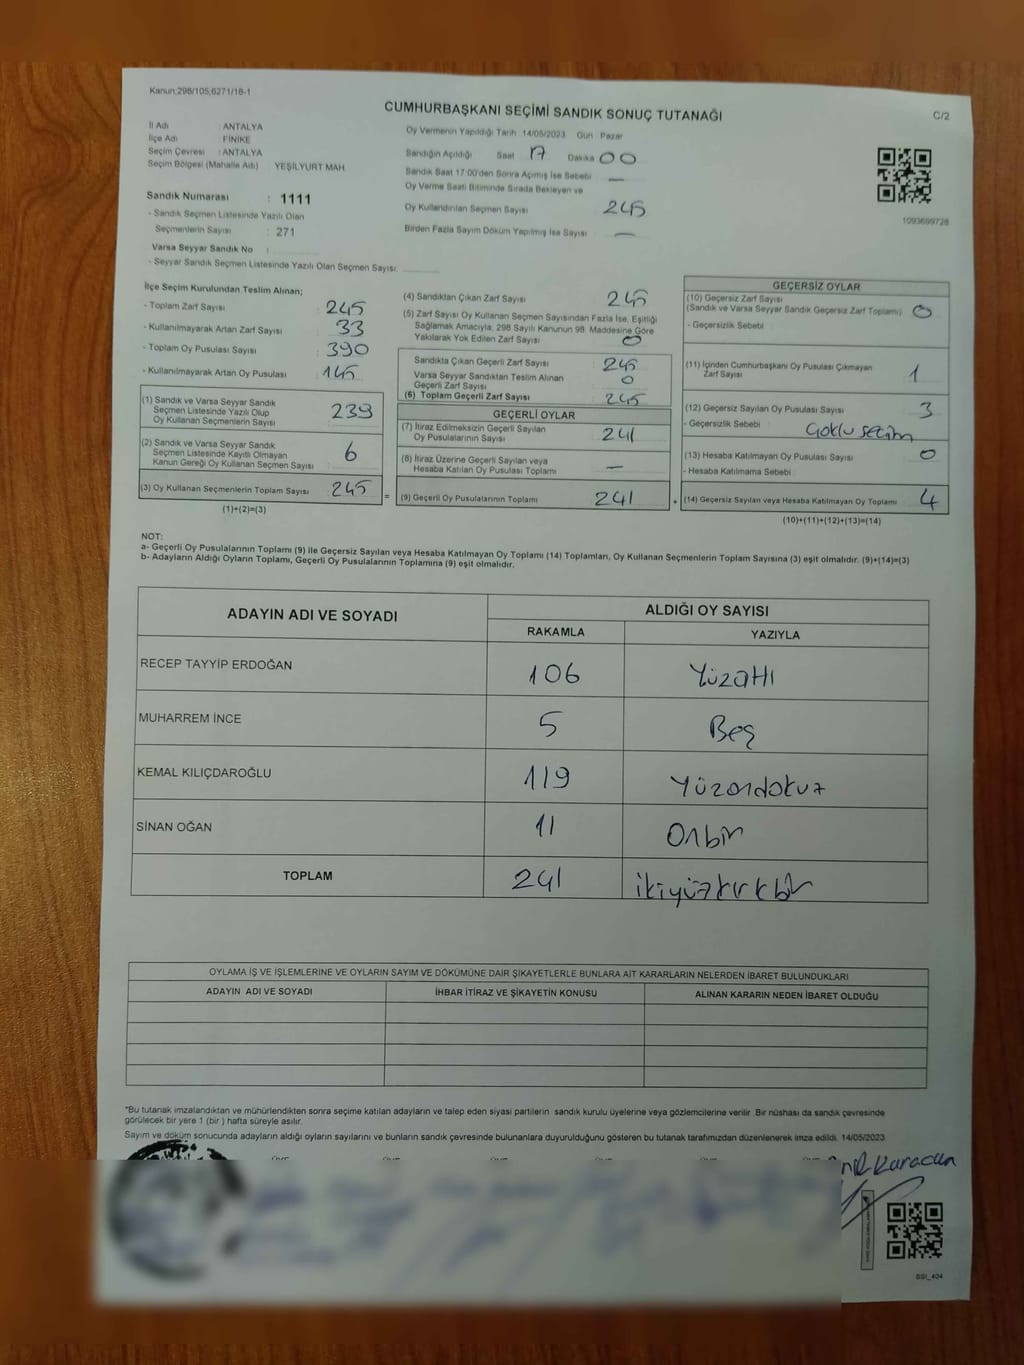 Kanun;298/105,6271/18-1
CUMHURBAŞKANI SEÇİMİ SANDIK SONUÇ TUTANAĞI
C/2
İl Adı : ANTALYA
İlçe Adı : FİNİKE
Seçim Çevresi : ANTALYA
Seçim Bölgesi (Mahalle Adı) YEŞİLYURT MAH.
Sandık Numarası : 1111
- Sandık Seçmen Listesinde Yazılı Olan
Seçmenlerin Sayısı : 271
Varsa Seyyar Sandık No :
- Seyyar Sandık Seçmen Listesinde Yazılı Olan Seçmen Sayısı:
Oy Vermenin Yapıldığı Tarih :14/05/2023 Gün : Pazar
Sandığın Açıldığı Saat 17 Dakika 00
Sandık Saat 17:00'den Sonra Açılmış İse Sebebi —
Oy Verme Saati Bitiminde Sırada Bekleyen ve
Oy Kullandırılan Seçmen Sayısı 245
Birden Fazla Sayım Döküm Yapılmış İse Sayısı —
1093699728
İlçe Seçim Kurulundan Teslim Alınan;
- Toplam Zarf Sayısı : 245
- Kullanılmayarak Artan Zarf Sayısı : 33
- Toplam Oy Pusulası Sayısı : 390
- Kullanılmayarak Artan Oy Pusulası : 145
(1) Sandık ve Varsa Seyyar Sandık
Seçmen Listesinde Yazılı Olup
Oy Kullanan Seçmenlerin Sayısı : 239
(2) Sandık ve Varsa Seyyar Sandık
Seçmen Listesinde Kayıtlı Olmayan
Kanun Gereği Oy Kullanan Seçmen Sayısı : 6
(3) Oy Kullanan Seçmenlerin Toplam Sayısı : 245
(1)+(2)=(3)
=
(4) Sandıktan Çıkan Zarf Sayısı 245
(5) Zarf Sayısı Oy Kullanan Seçmen Sayısından Fazla İse, Eşitliği
Sağlamak Amacıyla, 298 Sayılı Kanunun 98. Maddesine Göre
Yakılarak Yok Edilen Zarf Sayısı 0
Sandıkta Çıkan Geçerli Zarf Sayısı 245
Varsa Seyyar Sandıktan Teslim Alınan
Geçerli Zarf Sayısı 0
(6) Toplam Geçerli Zarf Sayısı 245
GEÇERLİ OYLAR
(7) İtiraz Edilmeksizin Geçerli Sayılan
Oy Pusulalarının Sayısı 241
(8) İtiraz Üzerine Geçerli Sayılan veya
Hesaba Katılan Oy Pusulası Toplamı —
(9) Geçerli Oy Pusulalarının Toplamı 241
+
GEÇERSİZ OYLAR
(10) Geçersiz Zarf Sayısı
(Sandık ve Varsa Seyyar Sandık Geçersiz Zarf Toplamı) 0
- Geçersizlik Sebebi :
(11) İçinden Cumhurbaşkanı Oy Pusulası Çıkmayan
Zarf Sayısı 1
(12) Geçersiz Sayılan Oy Pusulası Sayısı 3
- Geçersizlik Sebebi : Çoklu seçim
(13) Hesaba Katılmayan Oy Pusulası Sayısı 0
- Hesaba Katılmama Sebebi :
(14) Geçersiz Sayılan veya Hesaba Katılmayan Oy Toplamı 4
(10)+(11)+(12)+(13)=(14)
NOT:
a- Geçerli Oy Pusulalarının Toplamı (9) ile Geçersiz Sayılan veya Hesaba Katılmayan Oy Toplamı (14) Toplamları, Oy Kullanan Seçmenlerin Toplam Sayısına (3) eşit olmalıdır. (9)+(14)=(3)
b- Adayların Aldığı Oyların Toplamı, Geçerli Oy Pusulalarının Toplamına (9) eşit olmalıdır.
ADAYIN ADI VE SOYADI ALDIĞI OY SAYISI
RAKAMLA YAZIYLA
RECEP TAYYİP ERDOĞAN 106 Yüzaltı
MUHARREM İNCE 5 Beş
KEMAL KILIÇDAROĞLU 119 Yüzondokuz
SİNAN OĞAN 11 Onbir
TOPLAM 241 ikiyüzkırkbir
OYLAMA İŞ VE İŞLEMLERİNE VE OYLARIN SAYIM VE DÖKÜMÜNE DAİR ŞİKAYETLERLE BUNLARA AİT KARARLARIN NELERDEN İBARET BULUNDUKLARI
ADAYIN ADI VE SOYADI İHBAR İTİRAZ VE ŞİKAYETİN KONUSU ALINAN KARARIN NEDEN İBARET OLDUĞU
*Bu tutanak imzalandıktan ve mühürlendikten sonra seçime katılan adayların ve talep eden siyasi partilerin sandık kurulu üyelerine veya gözlemcilerine verilir. Bir nüshası da sandık çevresinde
görülecek bir yere 1 (bir) hafta süreyle asılır.
Sayım ve döküm sonucunda adayların aldığı oyların sayılarını ve bunların sandık çevresinde bulunanlara duyurulduğunu gösteren bu tutanak tarafımızdan düzenlenerek imza edildi. 14/05/2023
Karacan
SSI_404